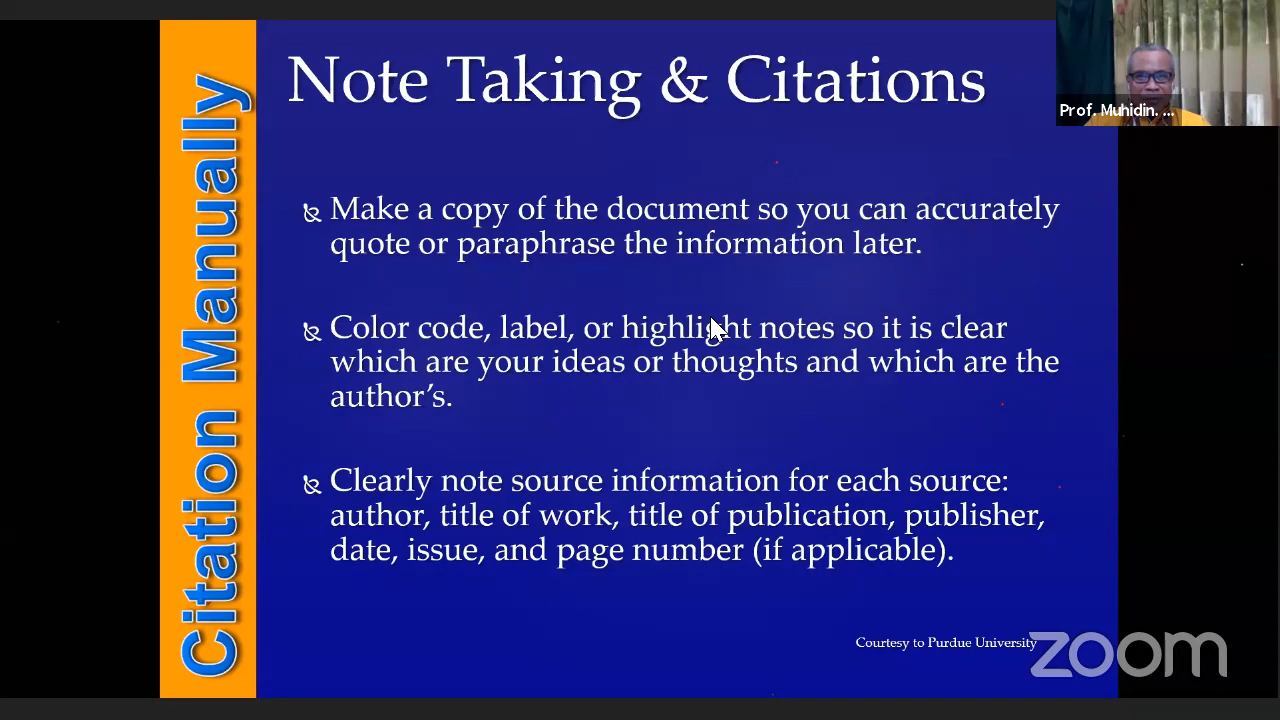 Citation Manually
Note Taking & Citations
Prof. Muhidin. ...
Make a copy of the document so you can accurately
quote or paraphrase the information later.
Color code, label, or highlight notes so it is clear
which are your ideas or thoughts and which are the
author's.
Clearly note source information for each source:
author, title of work, title of publication, publisher,
date, issue, and page number (if applicable).
Courtesy to Purdue University
zoom